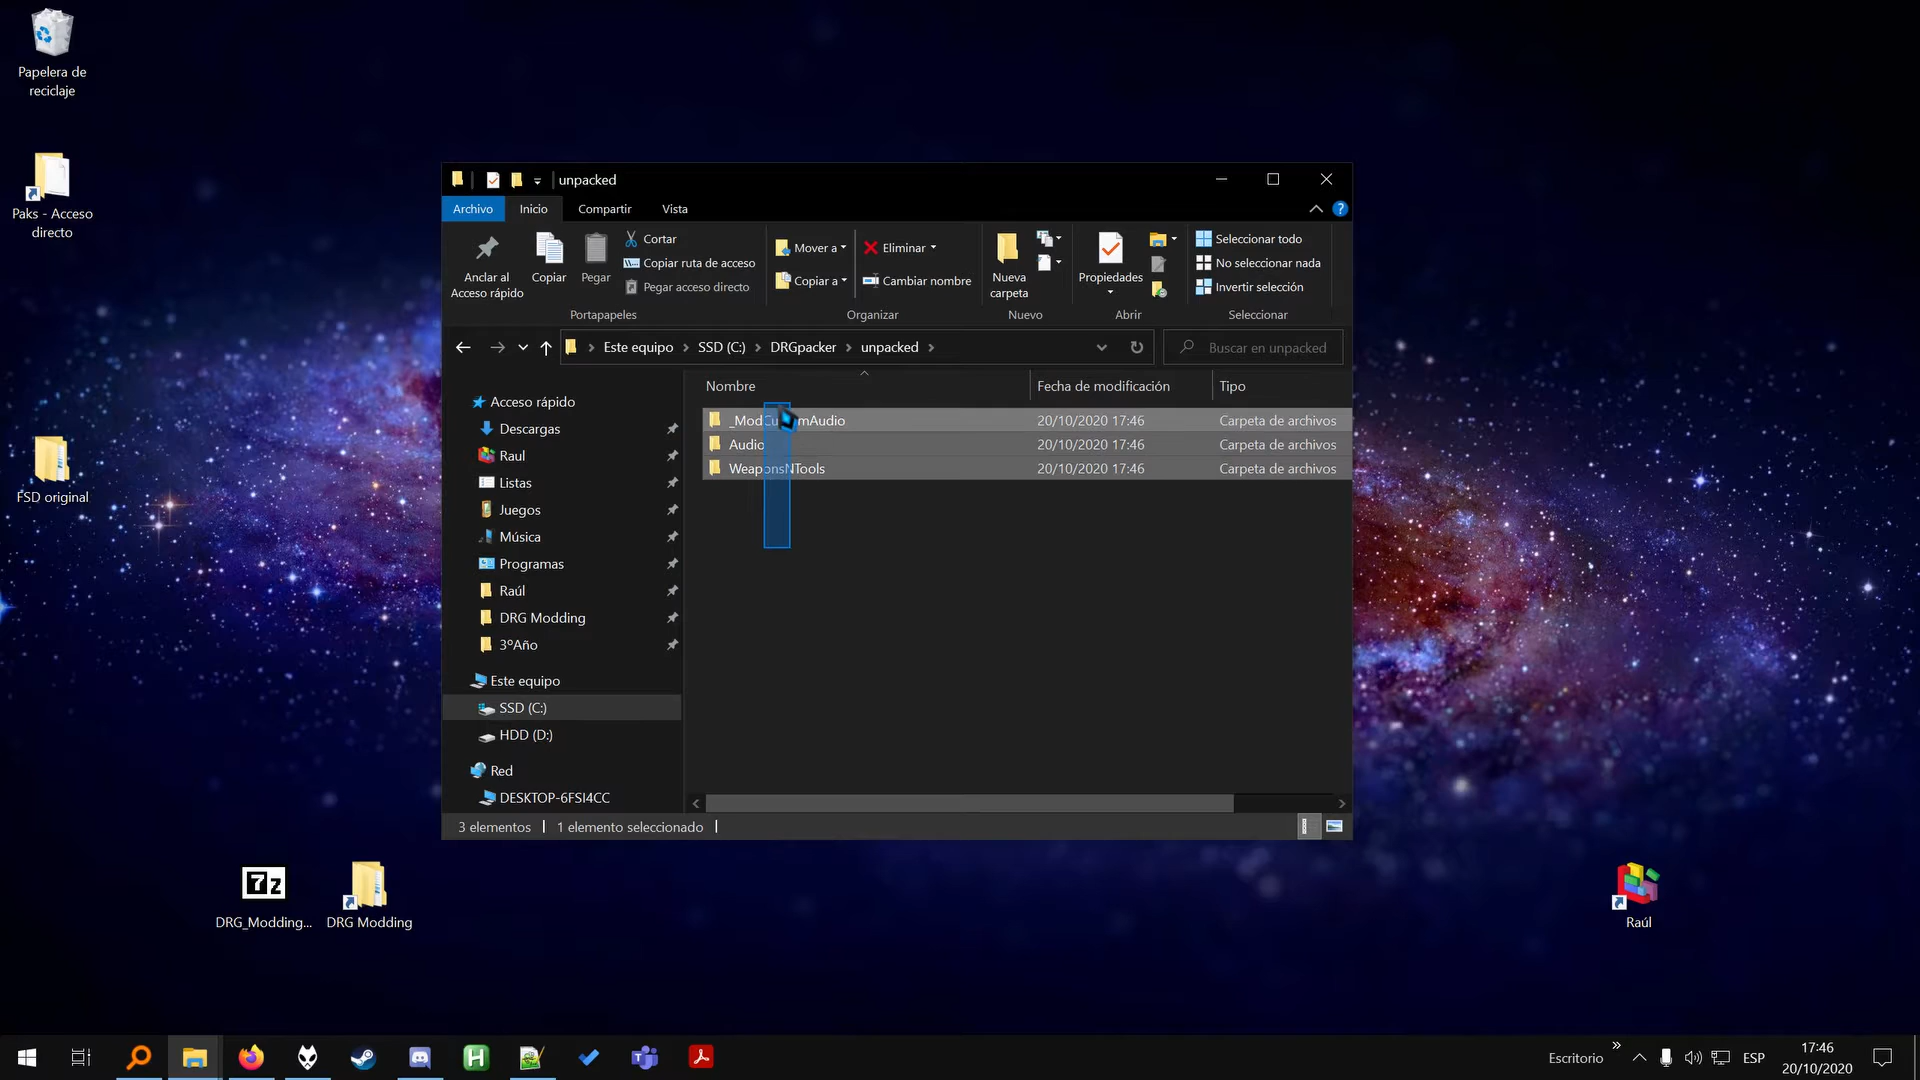 Papelera de
reciclaje
Paks - Acceso
directo
FSD original
DRG_Modding...
DRG Modding
Raúl
unpacked
Archivo
Inicio
Compartir
Vista
?
Anclar al
Acceso rápido
Copiar
Pegar
Cortar
Copiar ruta de acceso
Pegar acceso directo
Portapapeles
Mover a
Copiar a
Eliminar
Cambiar nombre
Organizar
Nueva
carpeta
Nuevo
Propiedades
Abrir
Seleccionar todo
No seleccionar nada
Invertir selección
Seleccionar
Este equipo
SSD (C:)
DRGpacker
unpacked
Buscar en unpacked
Acceso rápido
Descargas
Raul
Listas
Juegos
Música
Programas
Raúl
DRG Modding
3ºAño
Este equipo
SSD (C:)
HDD (D:)
Red
DESKTOP-6FSI4CC
Nombre
Fecha de modificación
Tipo
20/10/2020 17:46
Carpeta de archivos
Audio
20/10/2020 17:46
Carpeta de archivos
WeaponsNTools
20/10/2020 17:46
Carpeta de archivos
3 elementos
1 elemento seleccionado
7z
H
Escritorio
ESP
17:46
20/10/2020